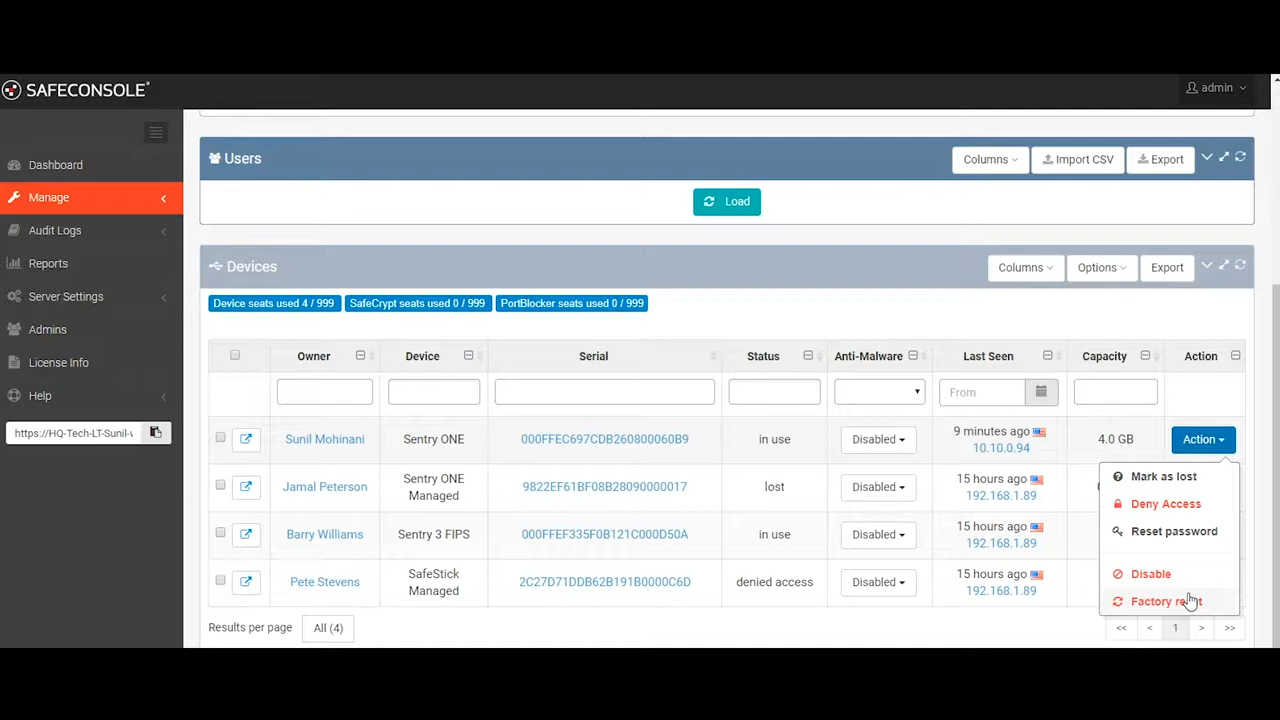 SAFECONSOLE®
admin
Dashboard
Manage
Audit Logs
Reports
Server Settings
Admins
License Info
Help
https://HQ-Tech-LT-Sunil-
Users
Columns
Import CSV
Export
Load
Devices
Columns
Options
Export
Device seats used 4 / 999 SafeCrypt seats used 0 / 999 PortBlocker seats used 0 / 999
Owner Device Serial Status Anti-Malware Last Seen Capacity Action
From
Sunil Mohinani Sentry ONE 000FFEC697CDB260800060B9 in use Disabled 9 minutes ago 4.0 GB Action
10.10.0.94
Jamal Peterson Sentry ONE 9822EF61BF08B28090000017 lost Disabled 15 hours ago
Managed 192.168.1.89
Barry Williams Sentry 3 FIPS 000FFEF335F0B121C000D50A in use Disabled 15 hours ago
192.168.1.89
Pete Stevens SafeStick 2C27D71DDB62B191B0000C6D denied access Disabled 15 hours ago
Managed 192.168.1.89
Mark as lost
Deny Access
Reset password
Disable
Factory
Results per page All (4)
<< < 1 > >>